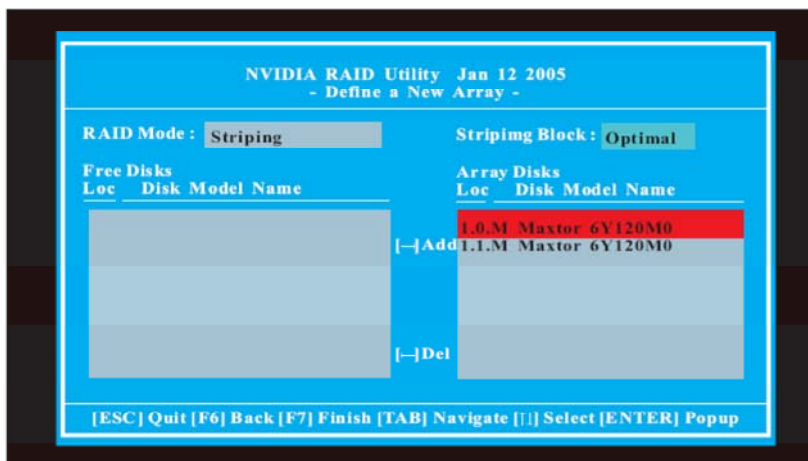 NVIDIA RAID Utility Jan 12 2005
- Define a New Array -
RAID Mode : Striping
Stripimg Block : Optimal
Free Disks
Loc Disk Model Name
Array Disks
Loc Disk Model Name
1.0.M Maxtor 6Y120M0
[—]Add 1.1.M Maxtor 6Y120M0
[—]Del
[ESC] Quit [F6] Back [F7] Finish [TAB] Navigate [↑↓] Select [ENTER] Popup